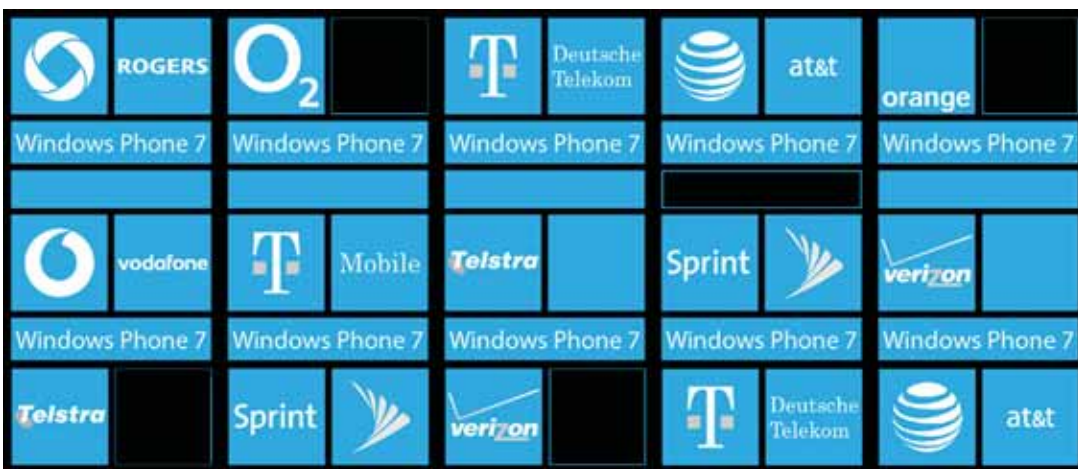 ROGERS O2 T Deutsche Telekom at&t orange
Windows Phone 7 Windows Phone 7 Windows Phone 7 Windows Phone 7 Windows Phone 7
vodafone T Mobile Telstra Sprint verizon
Windows Phone 7 Windows Phone 7 Windows Phone 7 Windows Phone 7 Windows Phone 7
Telstra Sprint verizon T Deutsche Telekom at&t